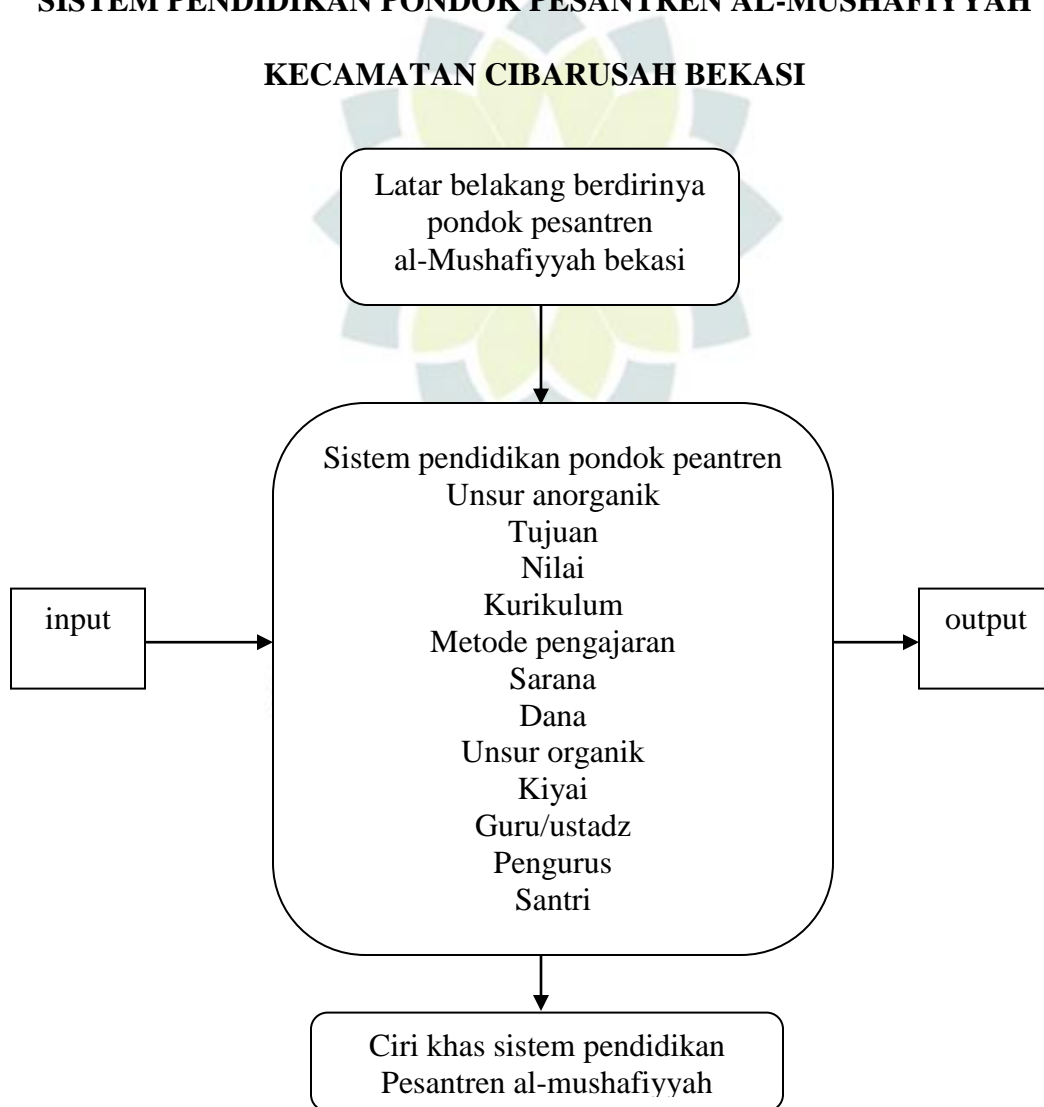 SISTEM PENDIDIKAN PONDOK PESANTREN AL-MUSHAFIYYAH
KECAMATAN CIBARUSAH BEKASI
Latar belakang berdirinya
pondok pesantren
al-Mushafiyyah bekasi
Sistem pendidikan pondok peantren
Unsur anorganik
Tujuan
Nilai
Kurikulum
Metode pengajaran
Sarana
Dana
Unsur organik
Kiyai
Guru/ustadz
Pengurus
Santri
input
output
Ciri khas sistem pendidikan
Pesantren al-mushafiyyah